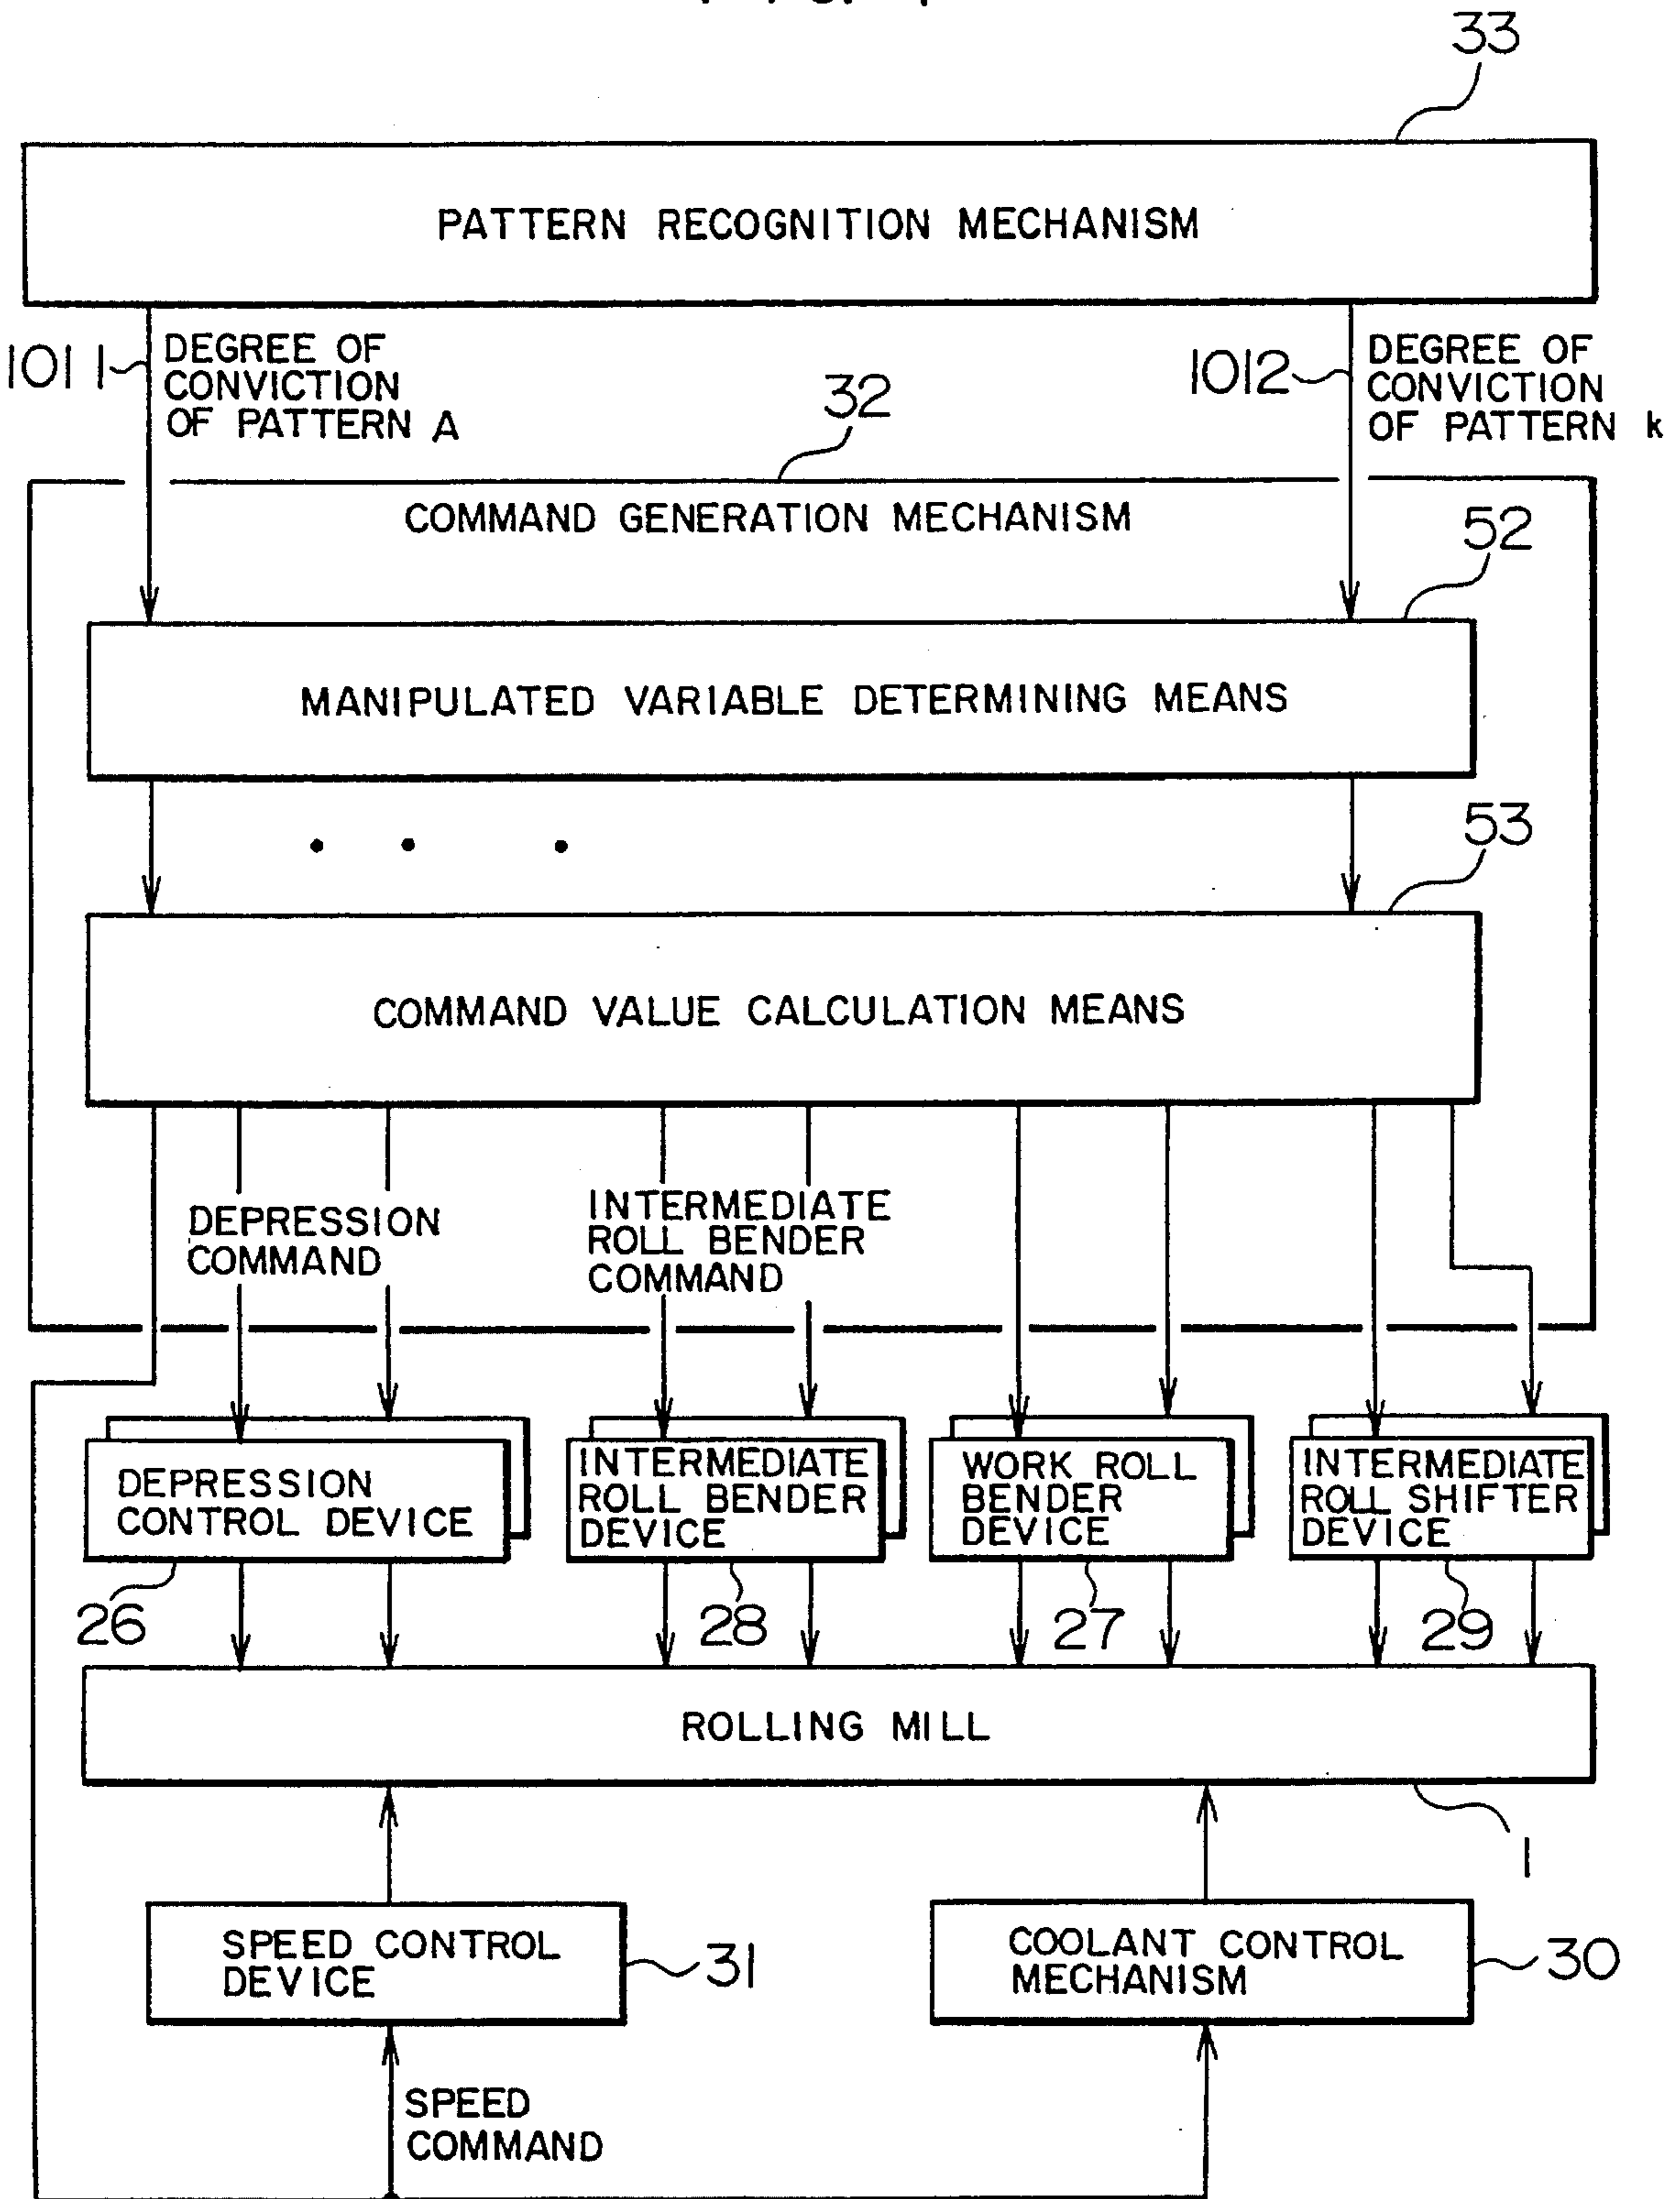 33
PATTERN RECOGNITION MECHANISM
1011
DEGREE OF
CONVICTION
OF PATTERN A
1012
DEGREE OF
CONVICTION
OF PATTERN k
32
COMMAND GENERATION MECHANISM
52
MANIPULATED VARIABLE DETERMINING MEANS
53
COMMAND VALUE CALCULATION MEANS
DEPRESSION
COMMAND
INTERMEDIATE
ROLL BENDER
COMMAND
DEPRESSION
CONTROL DEVICE
INTERMEDIATE
ROLL BENDER
DEVICE
WORK ROLL
BENDER
DEVICE
INTERMEDIATE
ROLL SHIFTER
DEVICE
26
28
27
29
ROLLING MILL
1
SPEED CONTROL
DEVICE
31
COOLANT CONTROL
MECHANISM
30
SPEED
COMMAND